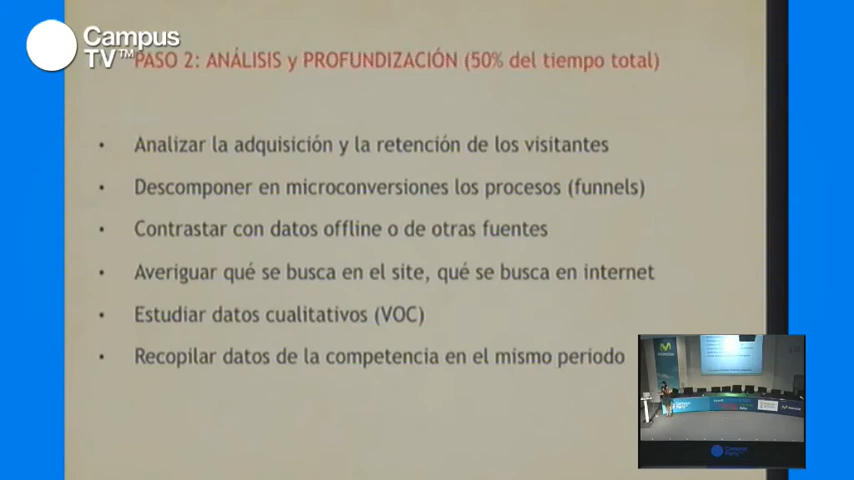 Campus
TV™
PASO 2: ANÁLISIS y PROFUNDIZACIÓN (50% del tiempo total)
• Analizar la adquisición y la retención de los visitantes
• Descomponer en microconversiones los procesos (funnels)
• Contrastar con datos offline o de otras fuentes
• Averiguar qué se busca en el site, qué se busca en internet
• Estudiar datos cualitativos (VOC)
• Recopilar datos de la competencia en el mismo periodo
Campus
Party